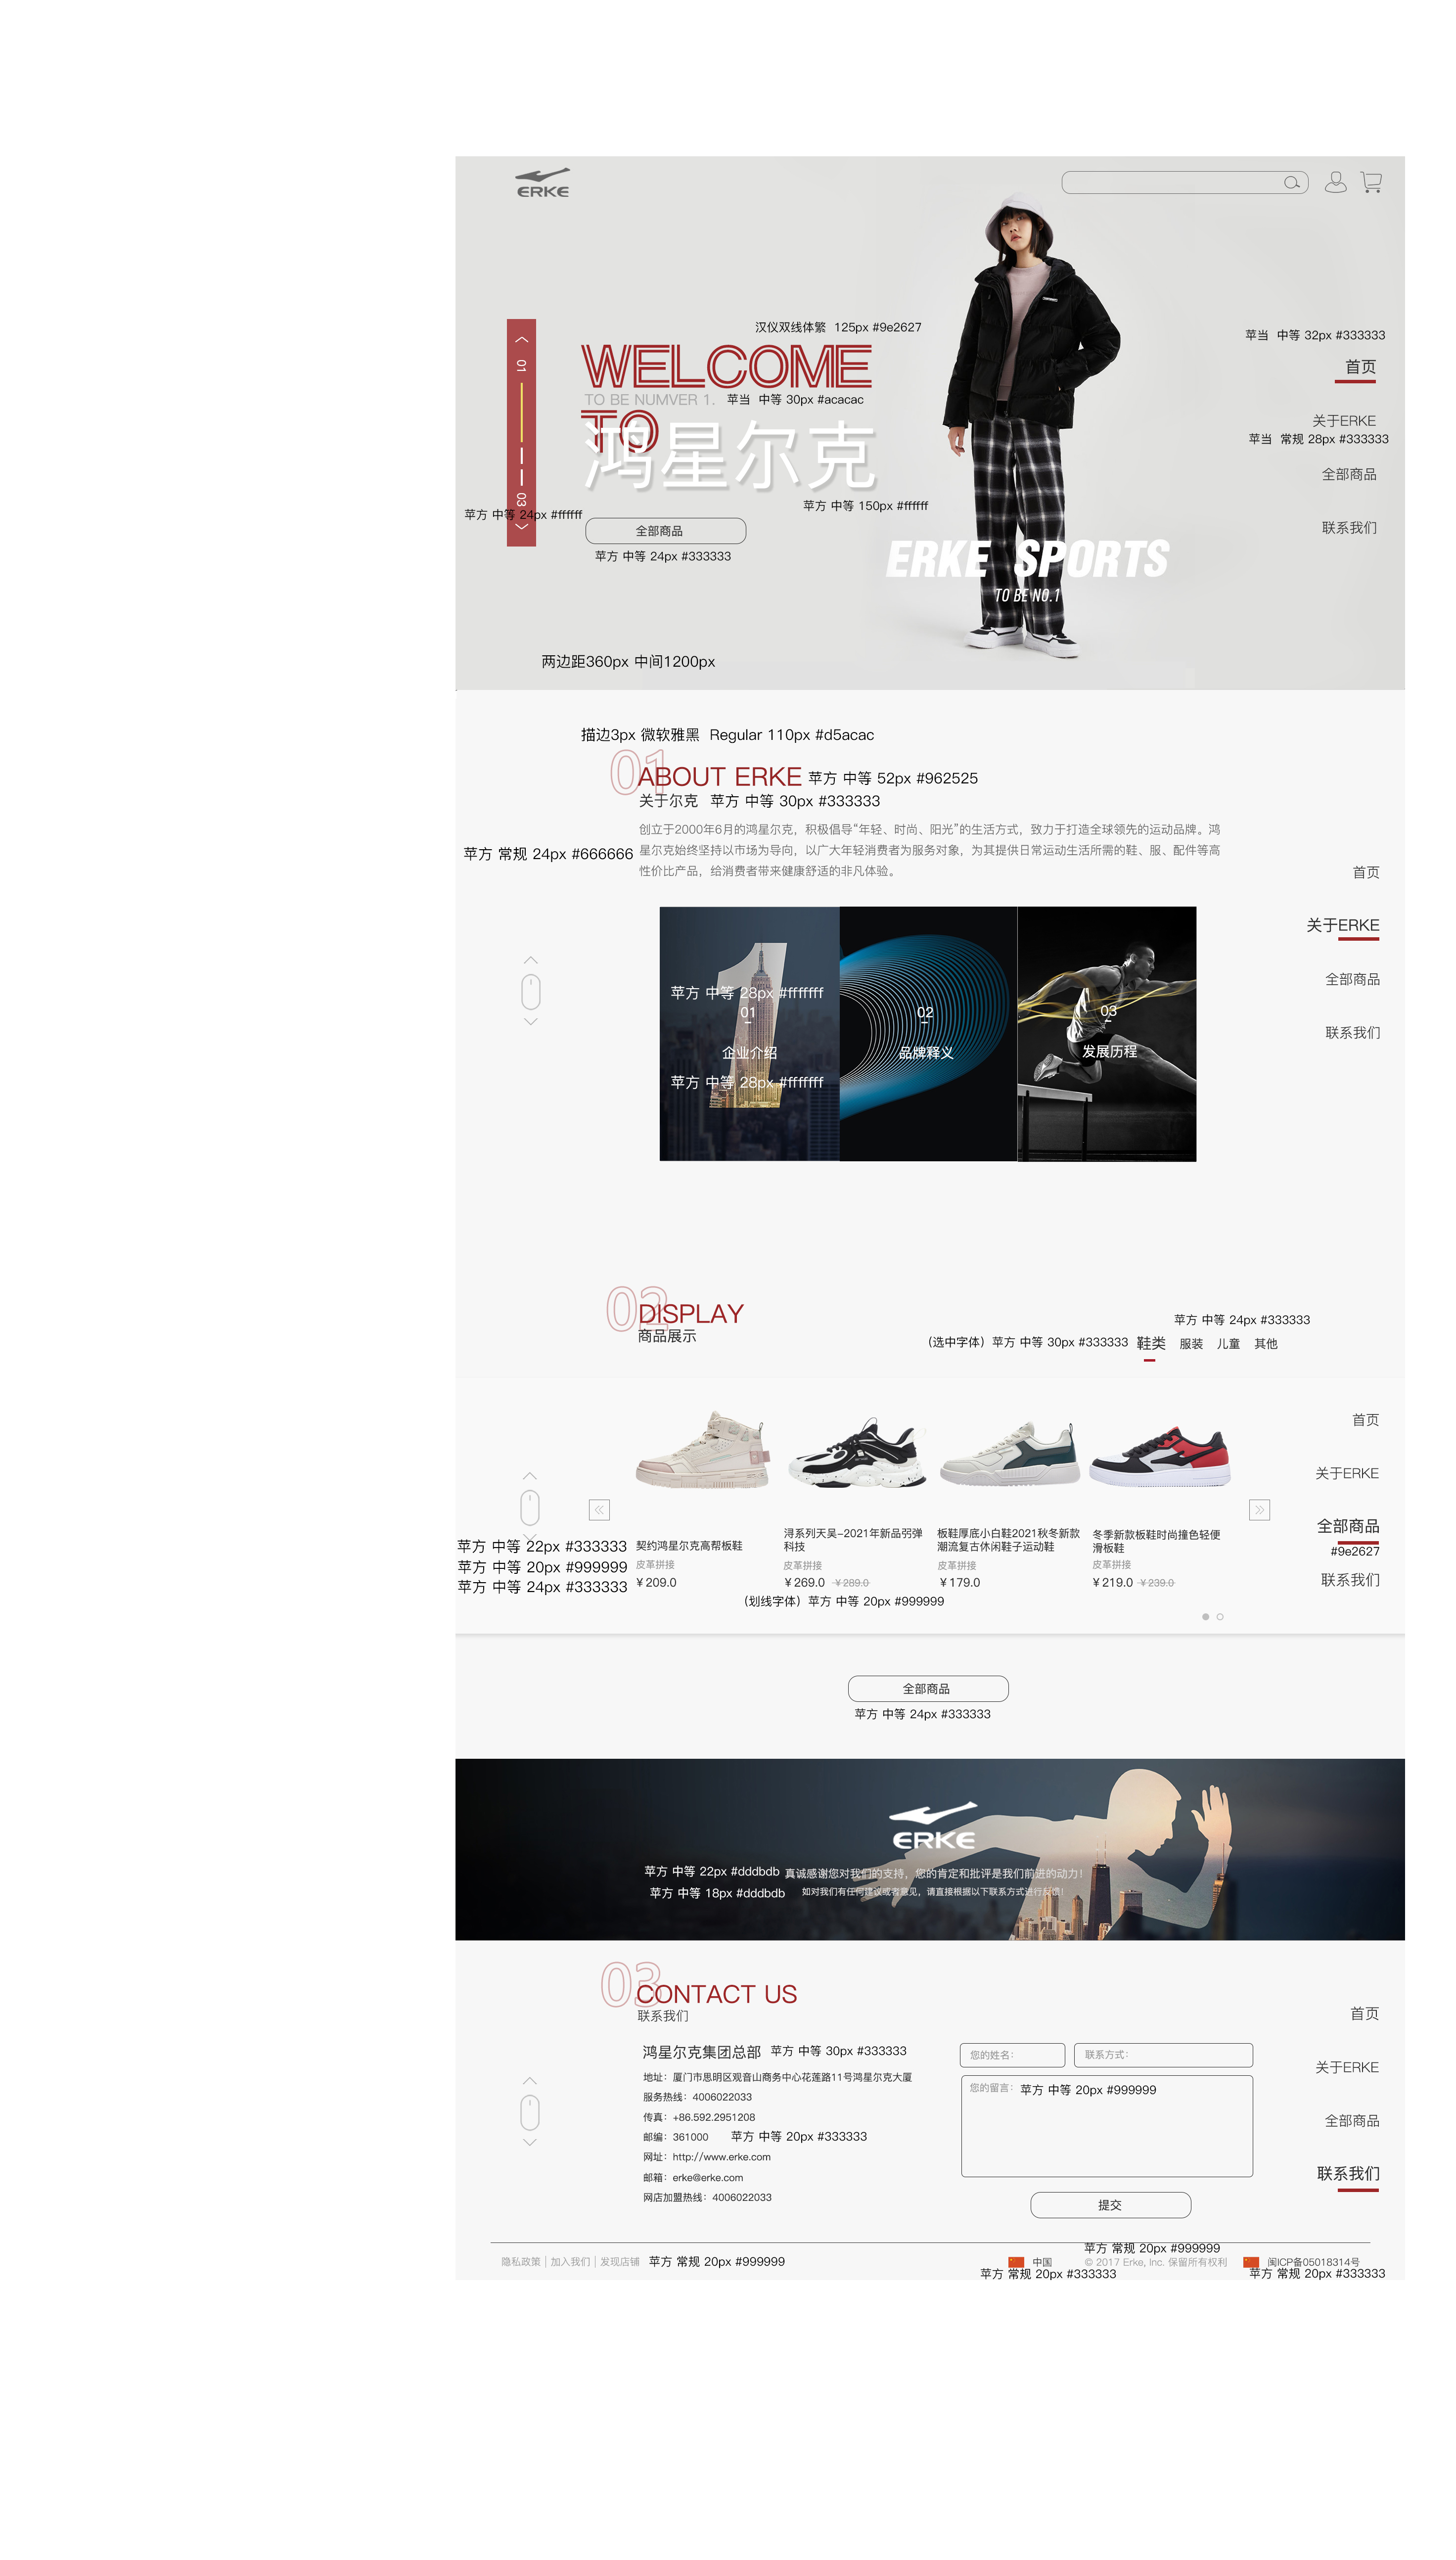 ERKE
汉仪双线体繁 125px #9e2627
苹当 中等 32px #333333
WELCOME
首页
TO BE NUMVER 1.
苹当 中等 30px #acacac
TO
01
关于ERKE
苹当 常规 28px #333333
鸿星尔克
全部商品
03
苹方 中等 24px #ffffff
苹方 中等 150px #ffffff
全部商品
联系我们
苹方 中等 24px #333333
ERKE SPORTS
TO BE NO.1
两边距360px 中间1200px
描边3px 微软雅黑 Regular 110px #d5acac
01
ABOUT ERKE
苹方 中等 52px #962525
关于尔克
苹方 中等 30px #333333
创立于2000年6月的鸿星尔克，积极倡导“年轻、时尚、阳光”的生活方式，致力于打造全球领先的运动品牌。鸿
星尔克始终坚持以市场为导向，以广大年轻消费者为服务对象，为其提供日常运动生活所需的鞋、服、配件等高
性价比产品，给消费者带来健康舒适的非凡体验。
苹方 常规 24px #666666
首页
关于ERKE
全部商品
联系我们
苹方 中等 28px #fffffff
01
企业介绍
苹方 中等 28px #fffffff
02
品牌释义
03
发展历程
02
DISPLAY
商品展示
苹方 中等 24px #333333
（选中字体）苹方 中等 30px #333333
鞋类 服装 儿童 其他
首页
关于ERKE
全部商品
#9e2627
联系我们
苹方 中等 22px #333333
苹方 中等 20px #999999
苹方 中等 24px #333333
契约鸿星尔克高帮板鞋
皮革拼接
￥209.0
浔系列天吴-2021年新品弜弹
科技
皮革拼接
￥269.0 ￥289.0
板鞋厚底小白鞋2021秋冬新款
潮流复古休闲鞋子运动鞋
皮革拼接
￥179.0
冬季新款板鞋时尚撞色轻便
滑板鞋
皮革拼接
￥219.0 ￥239.0
（划线字体）苹方 中等 20px #999999
全部商品
苹方 中等 24px #333333
ERKE
苹方 中等 22px #dddbdb
真诚感谢您对我们的支持，您的肯定和批评是我们前进的动力！
苹方 中等 18px #dddbdb
如对我们有任何建议或者意见，请直接根据以下联系方式进行反馈！
03
CONTACT US
联系我们
首页
关于ERKE
全部商品
联系我们
鸿星尔克集团总部
苹方 中等 30px #333333
地址：厦门市思明区观音山商务中心花莲路11号鸿星尔克大厦
服务热线：4006022033
传真：+86.592.2951208
邮编：361000
苹方 中等 20px #333333
网址：http://www.erke.com
邮箱：erke@erke.com
网店加盟热线：4006022033
您的姓名：
联系方式：
您的留言：
苹方 中等 20px #999999
提交
苹方 常规 20px #999999
隐私政策｜加入我们｜发现店铺
苹方 常规 20px #999999
中国
© 2017 Erke, Inc. 保留所有权利
闽ICP备05018314号
苹方 常规 20px #333333
苹方 常规 20px #333333